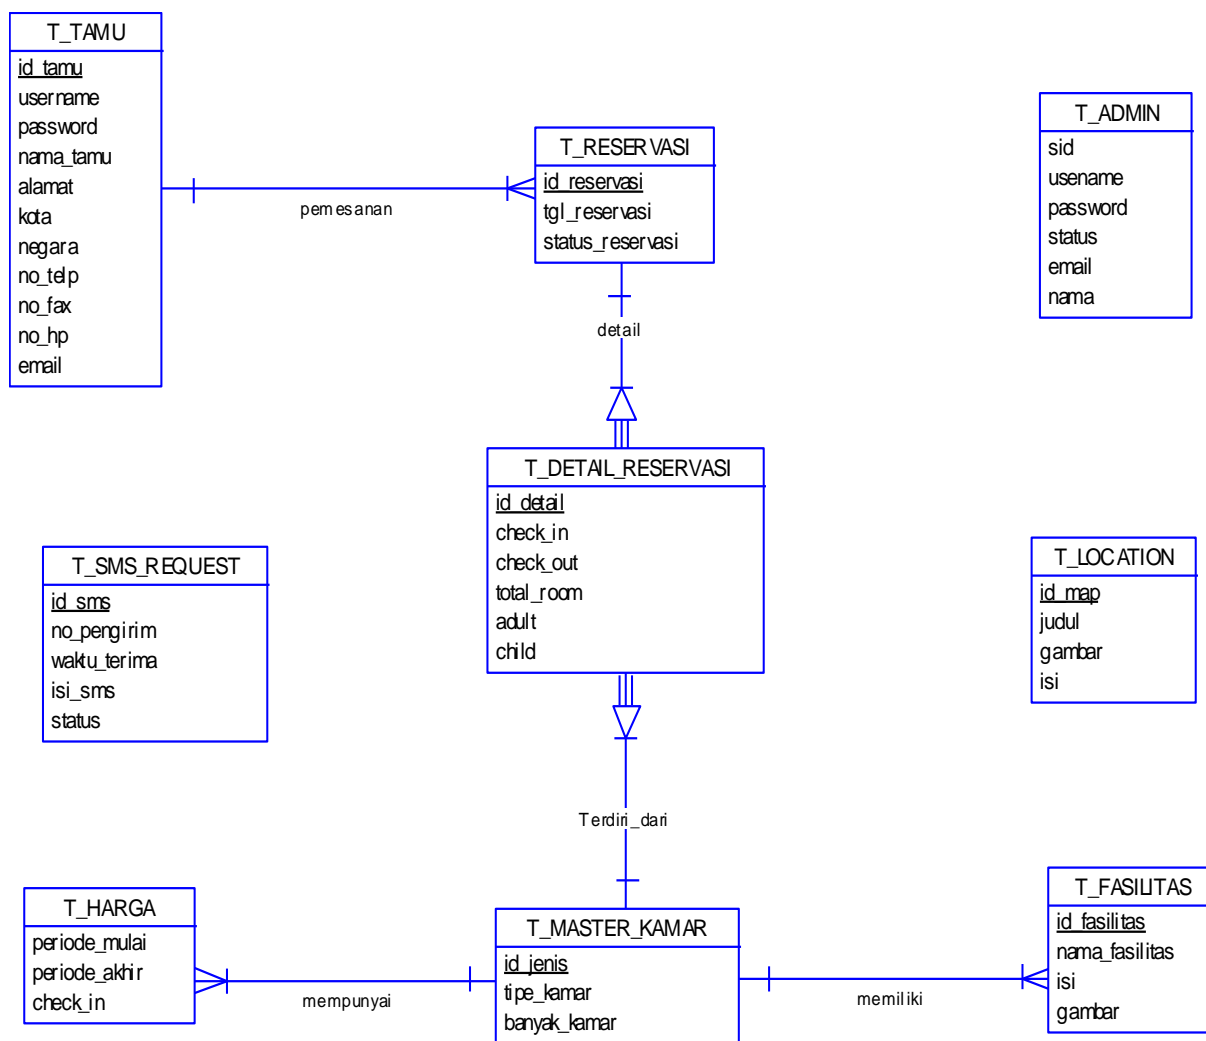 T_TAMU
id_tamu
username
password
nama_tamu
alamat
kota
negara
no_telp
no_fax
no_hp
email
pemesanan
T_RESERVASI
id_reservasi
tgl_reservasi
status_reservasi
T_ADMIN
sid
usename
password
status
email
nama
detail
T_DETAIL_RESERVASI
id_detail
check_in
check_out
total_room
adult
child
T_SMS_REQUEST
id_sms
no_pengirim
waktu_terima
isi_sms
status
T_LOCATION
id_map
judul
gambar
isi
Terdiri_dari
T_HARGA
periode_mulai
periode_akhir
check_in
mempunyai
T_MASTER_KAMAR
id_jenis
tipe_kamar
banyak_kamar
memiliki
T_FASILITAS
id_fasilitas
nama_fasilitas
isi
gambar